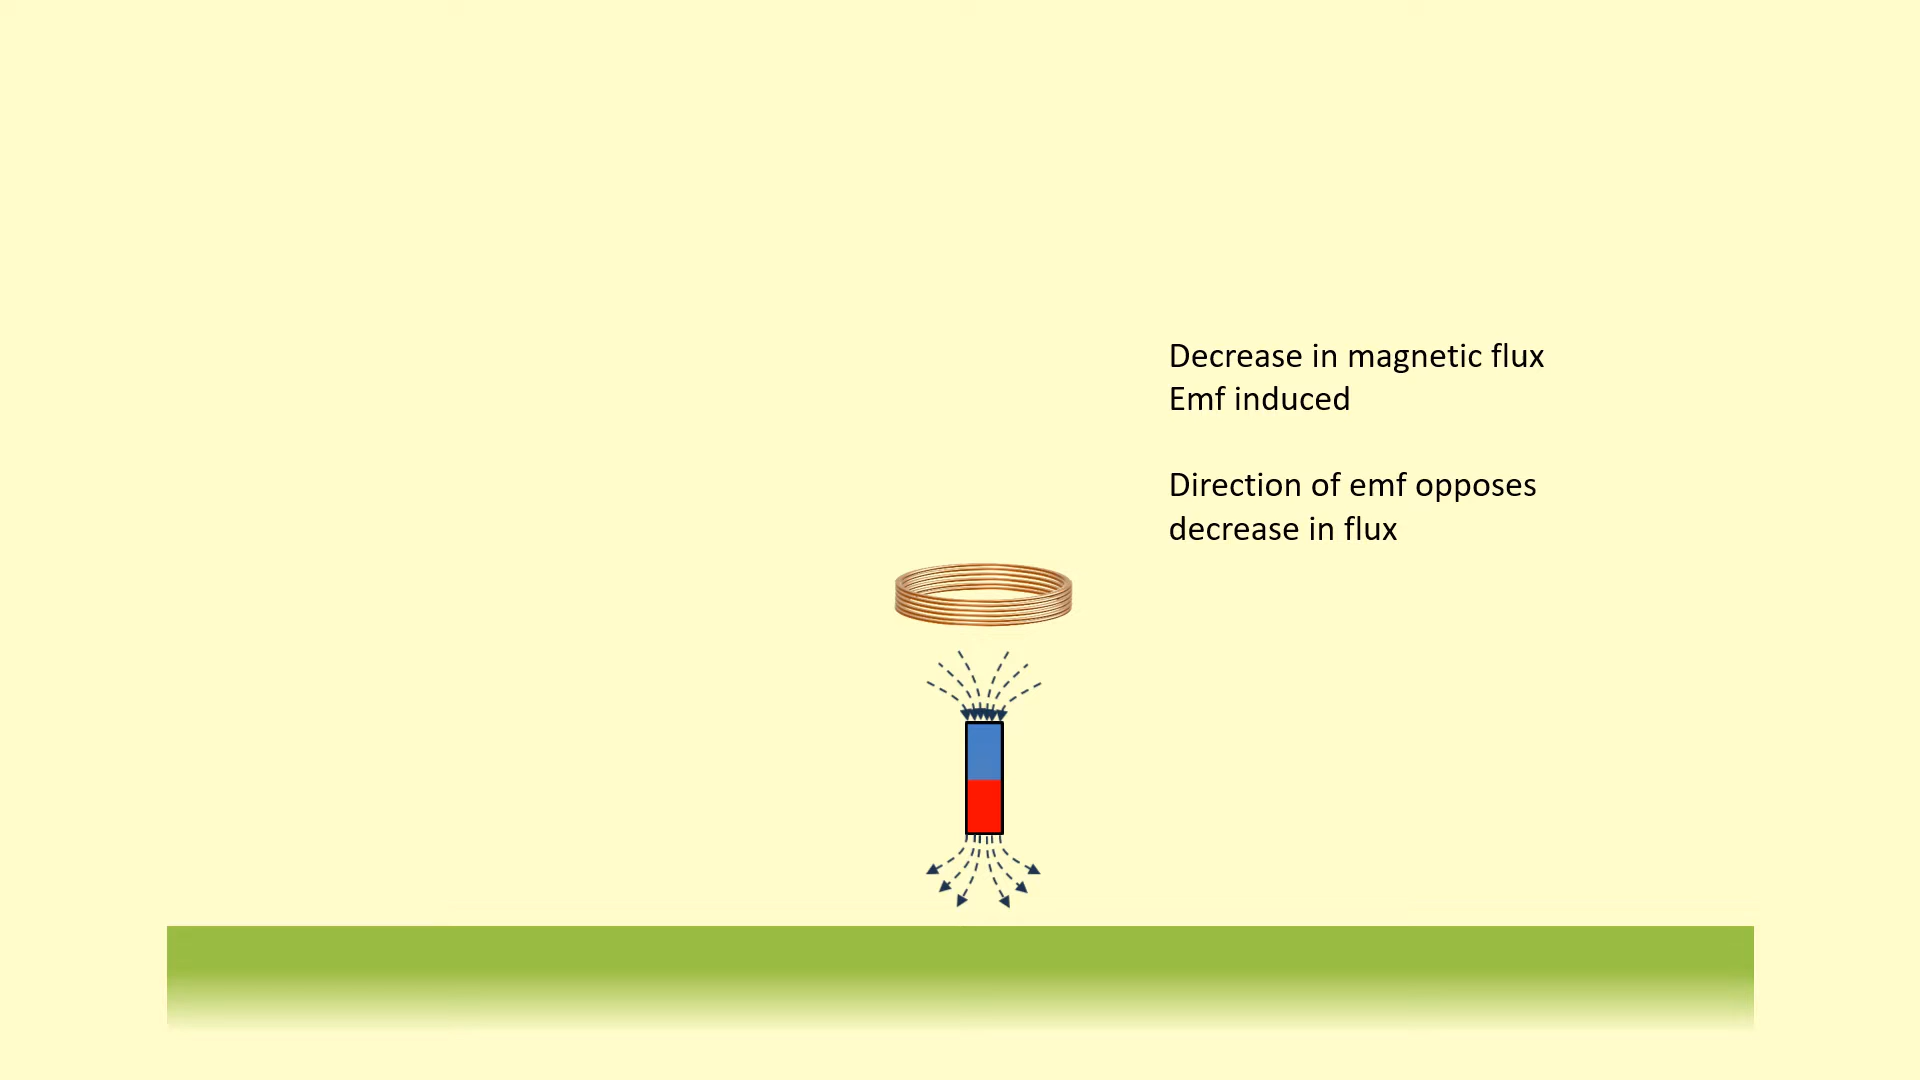 Decrease in magnetic flux
Emf induced
Direction of emf opposes
decrease in flux